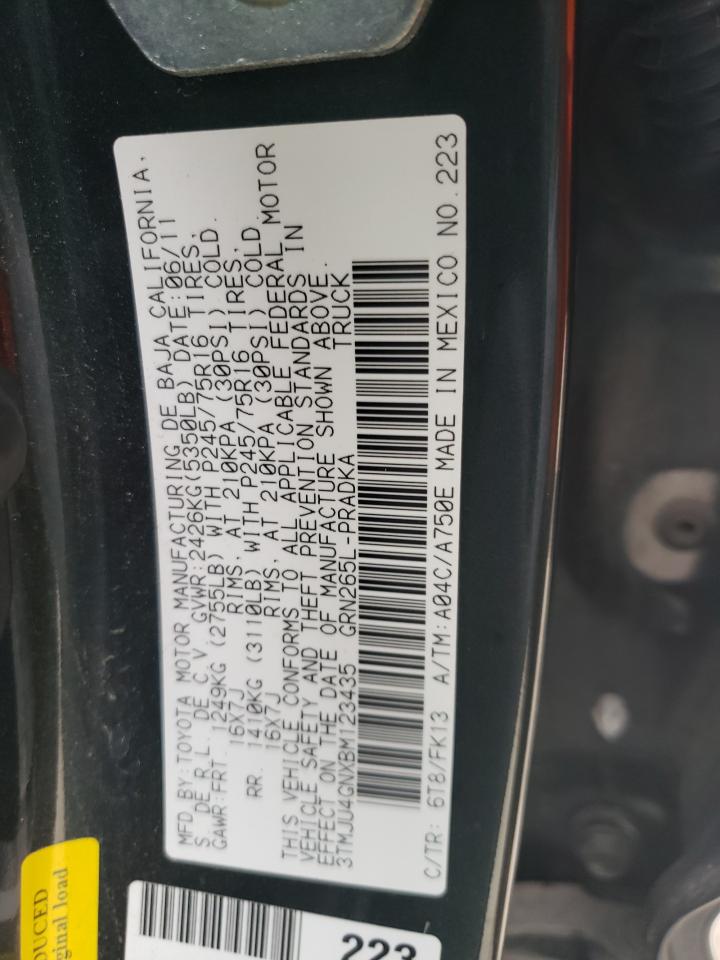 MFD BY:TOYOTA MOTOR MANUFACTURING DE BAJA CALIFORNIA,
S DE R.L. DE C.V. GVWR:2426KG(5350LB) DATE:06/11
GAWR:FRT. 1249KG (2755LB) WITH P245/75R16 TIRES,
16X7J RIMS, AT 210KPA (30PSI) COLD.
RR. 1410KG (3110LB) WITH P245/75R16 TIRES,
16X7J RIMS, AT 210KPA (30PSI) COLD.
THIS VEHICLE CONFORMS TO ALL APPLICABLE FEDERAL MOTOR
VEHICLE SAFETY AND THEFT PREVENTION STANDARDS IN
EFFECT ON THE DATE OF MANUFACTURE SHOWN ABOVE.
3TMJU4GNXBM123435 GRN265L-PRADKA TRUCK
C/TR: 6T8/FK13 A/TM:A04C/A750E MADE IN MEXICO NO.223
DUCED
ginal load
223